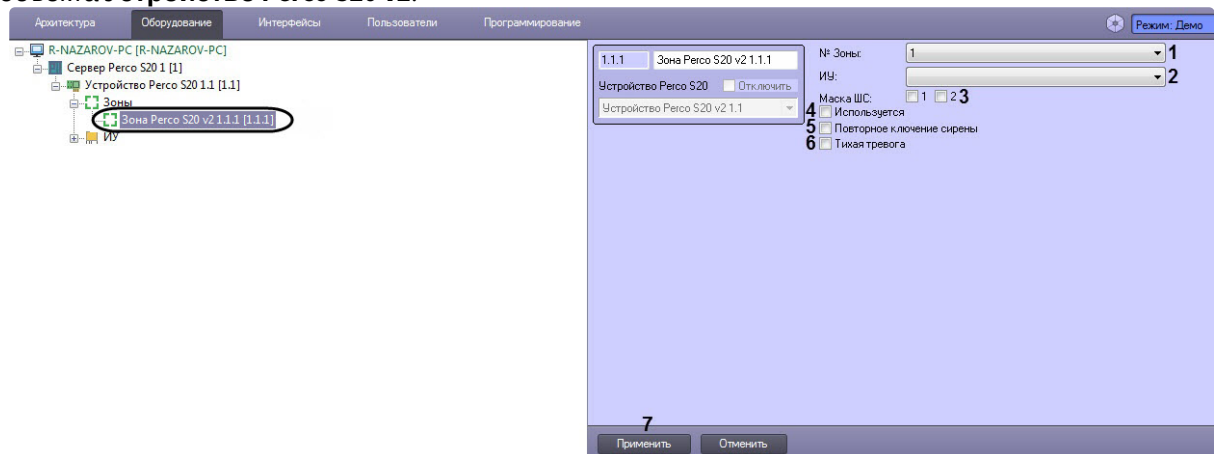 Архитектура Оборудование Интерфейсы Пользователи Программирование Режим: Демо
R-NAZAROV-PC [R-NAZAROV-PC]
Сервер Perco S20 1 [1]
Устройство Perco S20 1.1 [1.1]
Зоны
Зона Perco S20 v2 1.1.1 [1.1.1]
ИУ
1.1.1 Зона Perco S20 v2 1.1.1
Устройство Perco S20 Отключить
Устройство Perco S20 v2 1.1
№ Зоны: 1 1
ИУ: 2
Маска ШС: 1 2 3
4 Используется
5 Повторное ключение сирены
6 Тихая тревога
7
Применить Отменить